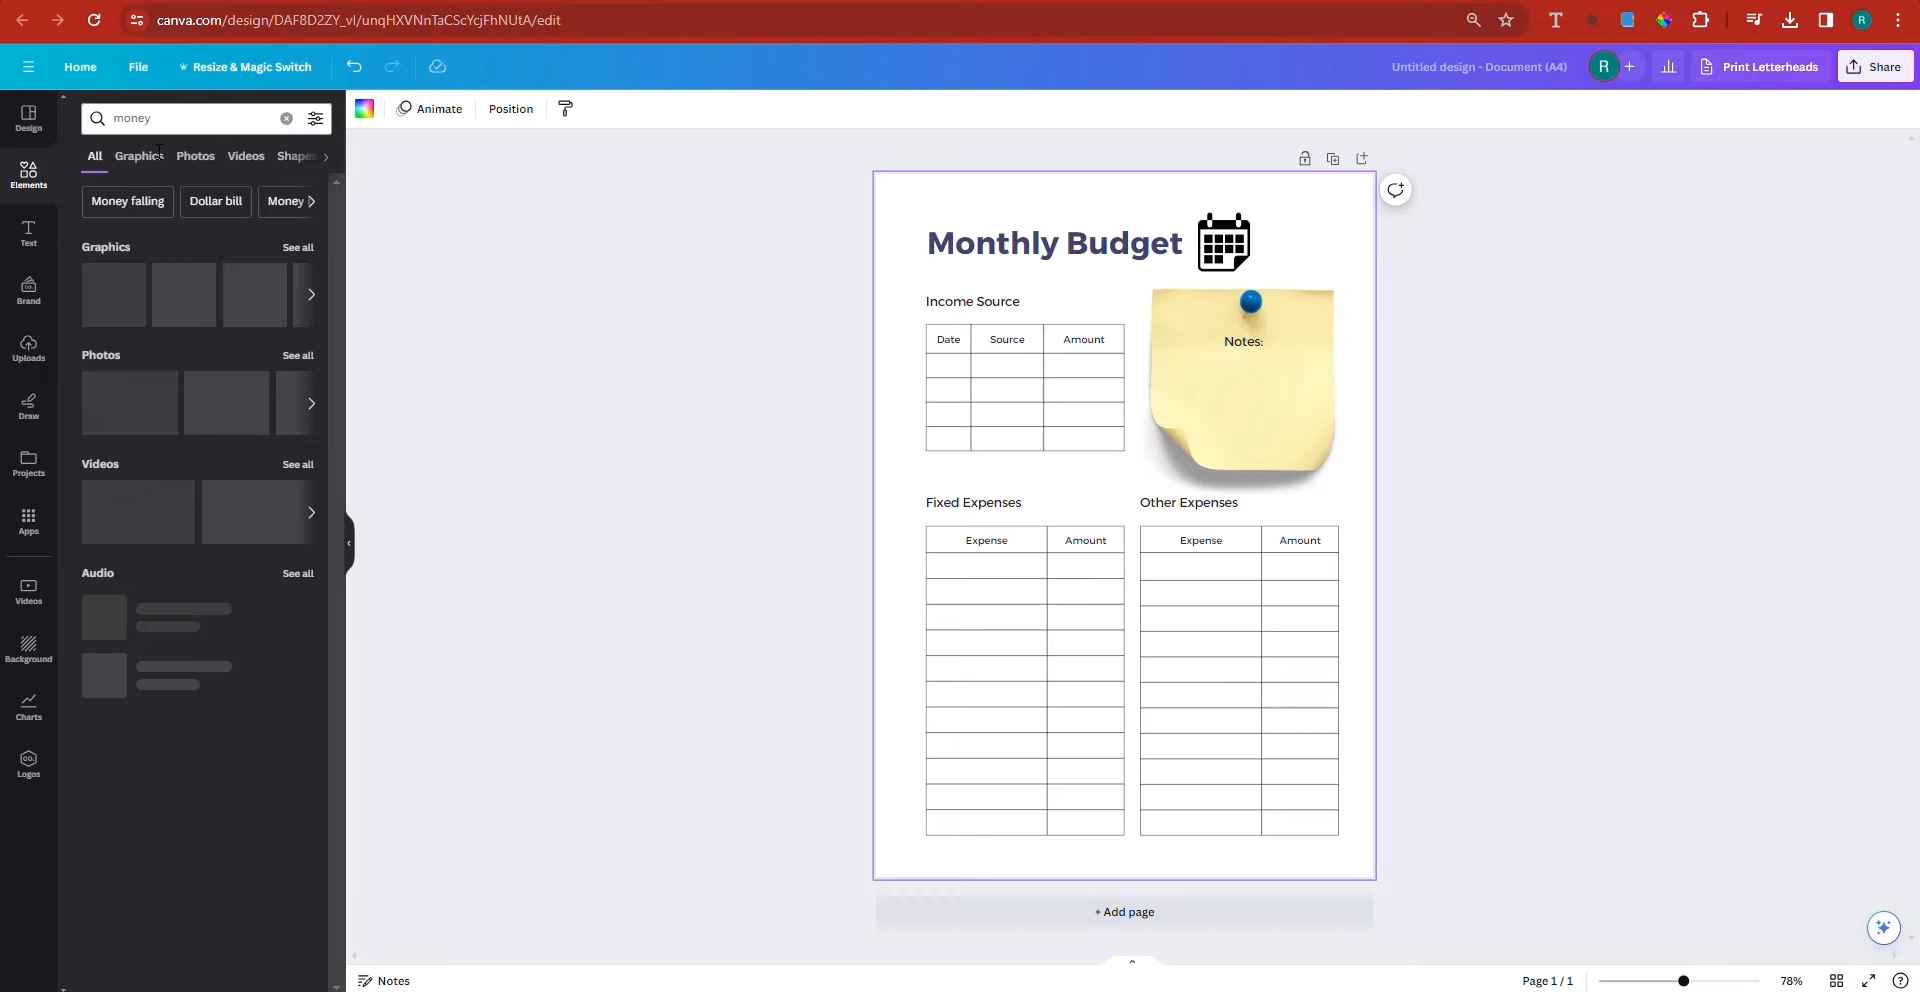 canva.com/design/DAF8D2ZY_vI/unqHXVNnTaCScYcjFhNUtA/edit
R
Home
File
Resize & Magic Switch
Untitled design - Document (A4)
R
Print Letterheads
Share
Design
Elements
Text
Brand
Uploads
Draw
Projects
Apps
Videos
Background
Charts
Logos
money
All Graphics Photos Videos Shape
Money falling Dollar bill Money
Graphics See all
Photos See all
Videos See all
Audio See all
Animate Position
Monthly Budget
Income Source
Date Source Amount
Notes:
Fixed Expenses
Expense Amount
Other Expenses
Expense Amount
+ Add page
Notes
Page 1 / 1
78%